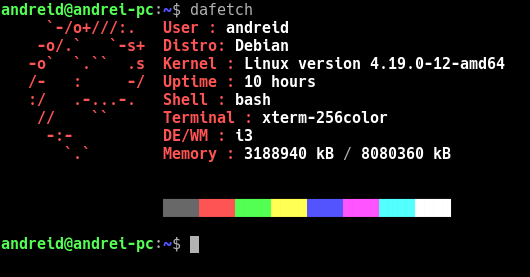 andreid@andrei-pc:~$ dafetch
`-/o+///:. User : andreid
-o/.` `-s+ Distro: Debian
-o` `.`` .s Kernel : Linux version 4.19.0-12-amd64
/- : -/ Uptime : 10 hours
:/ .-...-. Shell : bash
// `` Terminal : xterm-256color
-:- DE/WM : i3
`.` Memory : 3188940 kB / 8080360 kB
andreid@andrei-pc:~$